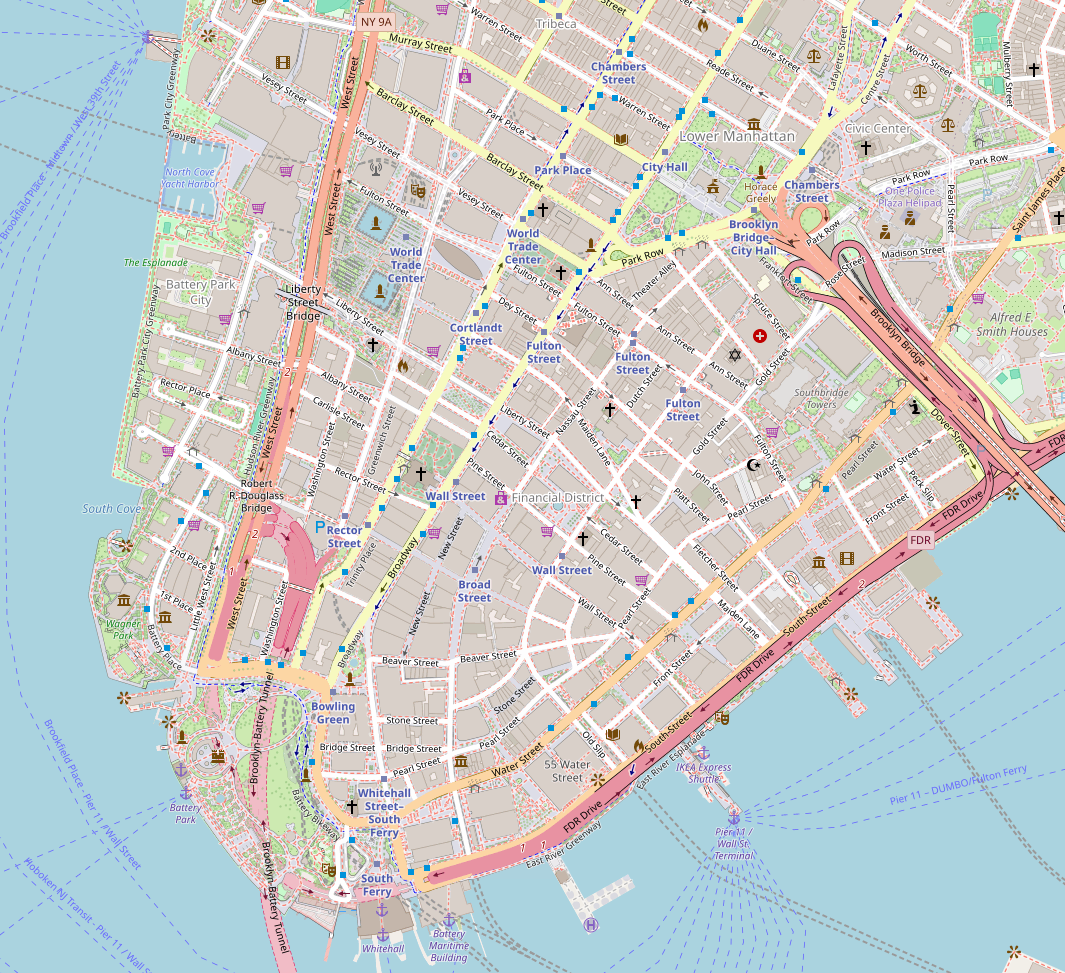 NY 9A
Tribeca
Warren Street
Murray Street
Chambers
Street
Duane Street
Lafayette Street
Centre Street
Worth Street
Mulberry Street
Reade Street
Park City Greenway
West Street
Vesey Street
Barclay Street
Park Place
Warren Street
Lower Manhattan
Civic Center
Brookfield Place - Midtown / West 39th Street
Battery
North Cove
Yacht Harbor
Vesey Street
Barclay Street
Park Place
City Hall
Horace
Greely
Chambers
Street
Park Row
Park Row
One Police
Plaza Helipad
Pearl Street
Saint James Place
West Street
Fulton Street
Vesey Street
World
Trade
Center
World
Trade
Center
Brooklyn
Bridge–
City Hall
Park Row
Madison Street
The Esplanade
Battery Park
City
Park Row
Theater Alley
Frankfort Street
Rose Street
Liberty
Street
Bridge
Fulton Street
Ann Street
Spruce Street
Liberty Street
Dey Street
Fulton Street
Brooklyn Bridge
Alfred E.
Smith Houses
Battery Park City Greenway
Cortlandt
Street
Fulton
Street
Fulton
Street
Ann Street
Ann Street
Gold Street
Albany Street
2
Albany Street
Rector Place
Carlisle Street
Dutch Street
Fulton
Street
Southbridge
Towers
Hudson River Greenway
West Street
Washington Street
Greenwich Street
Liberty Street
Nassau Street
Maiden Lane
Gold Street
Fulton Street
Dover Street
Cedar Street
Pearl Street
Water Street
Peck Slip
FDR
Robert
R.Douglass
Bridge
Rector Street
Pine Street
John Street
Platt Street
Pearl Street
Front Street
FDR Drive
South Cove
Wall Street
Financial District
P
Rector
Street
2
New Street
Cedar Street
Fletcher Street
FDR
2nd Place
Trinity Place
Broadway
Wall Street
Pine Street
2
1
1st Place
Little West Street
West Street
Washington Street
Broad
Street
New Street
Wall Street
Pearl Street
Maiden Lane
South Street
Wagner
Park
Battery Place
Broadway
Beaver Street
Beaver Street
Front Street
FDR Drive
Brooklyn-Battery Tunnel
Bowling
Green
Stone Street
Stone Street
Pearl Street
Old Slip
South Street
Bridge Street
Bridge Street
Pearl Street
Water Street
55 Water
Street
East River Esplanade
IKEA Express
Shuttle
Brookfield Place - Pier 11 / Wall Street
Battery
Park
Battery Bikeway
Whitehall
Street–
South
Ferry
FDR Drive
1
1
East River Greenway
Pier 11 - DUMBO/Fulton Ferry
Pier 11 /
Wall St.
Terminal
Brooklyn-Battery Tunnel
South
Ferry
H
Hoboken NJ Transit - Pier 11 / Wall S
Whitehall
Battery
Maritime
Building